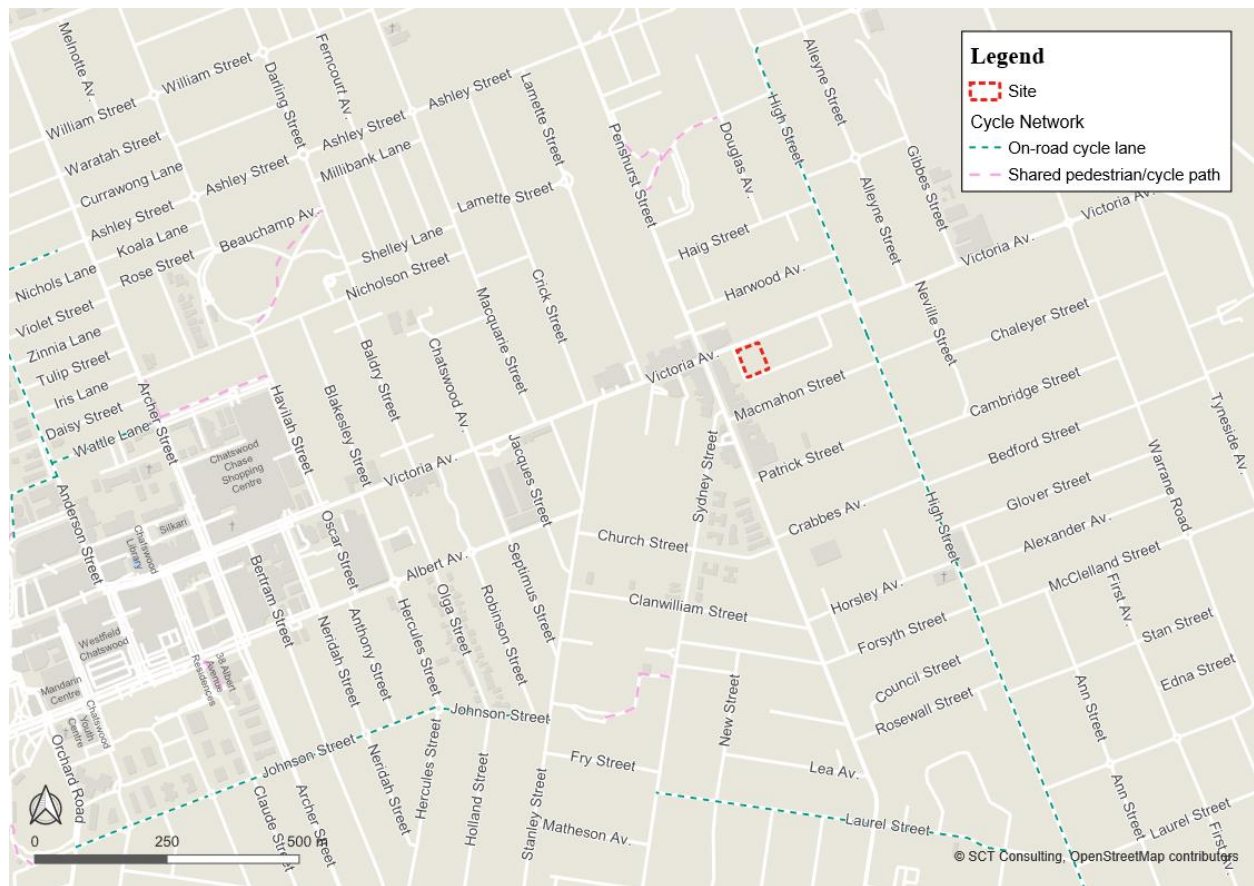 Legend
Site
Cycle Network
On-road cycle lane
Shared pedestrian/cycle path
Melnotte Av.
William Street
William Street
Darling Street
Ferncourt Av.
Ashley Street
Ashley Street
Ashley Street
Ashley Street
Lamette Street
Lamette Street
Waratah Street
Currawong Lane
Millibank Lane
Koala Lane
Beauchamp Av.
Shelley Lane
Nichols Lane
Rose Street
Nicholson Street
Violet Street
Zinnia Lane
Tulip Street
Iris Lane
Daisy Street
Wattle Lane
Archer Street
Havilah Street
Blakesley Street
Baldry Street
Chatswood Av.
Macquarie Street
Crick Street
Penshurst Street
Douglas Av.
High Street
Alleyne Street
Alleyne Street
Gibbes Street
Victoria Av.
Victoria Av.
Haig Street
Harwood Av.
Neville Street
Chaleyer Street
Victoria Av.
Macmahon Street
Cambridge Street
Patrick Street
Bedford Street
Tyneside Av.
Warrane Road
Glover Street
Crabbes Av.
Alexander Av.
High Street
McClelland Street
Sydney Street
Victoria Av.
Jacques Street
Chatswood
Chase
Shopping
Centre
Silkari
Chatswood
Library
Anderson Street
Oscar Street
Bertram Street
Albert Av.
Church Street
Septimus Street
Robinson Street
Olga Street
Hercules Street
Anthony Street
Neridah Street
Clanwilliam Street
Horsley Av.
Forsyth Street
First Av.
Stan Street
Edna Street
Council Street
Rosewall Street
Ann Street
Westfield
Chatswood
Mandarin
Centre
38 Albert
Avenue
Residences
Chatswood
Youth
Centre
Orchard Road
Johnson Street
Johnson Street
New Street
Neridah Street
Hercules Street
Holland Street
Stanley Street
Fry Street
Lea Av.
Claude Street
Archer Street
Matheson Av.
Laurel Street
Ann Street
Laurel Street
First Av.
0 250 500 m
© SCT Consulting, OpenStreetMap contributors